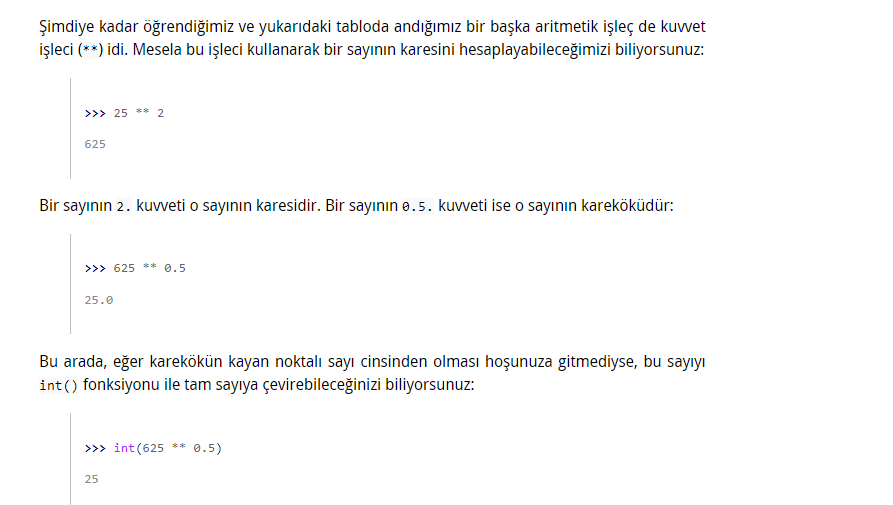 Şimdiye kadar öğrendiğimiz ve yukarıdaki tabloda andığımız bir başka aritmetik işleç de kuvvet
işleci (**) idi. Mesela bu işleci kullanarak bir sayının karesini hesaplayabileceğimizi biliyorsunuz:
>>> 25 ** 2
625
Bir sayının 2. kuvveti o sayının karesidir. Bir sayının 0.5. kuvveti ise o sayının kareköküdür:
>>> 625 ** 0.5
25.0
Bu arada, eğer karekökün kayan noktalı sayı cinsinden olması hoşunuza gitmediyse, bu sayıyı
int() fonksiyonu ile tam sayıya çevirebileceğinizi biliyorsunuz:
>>> int(625 ** 0.5)
25